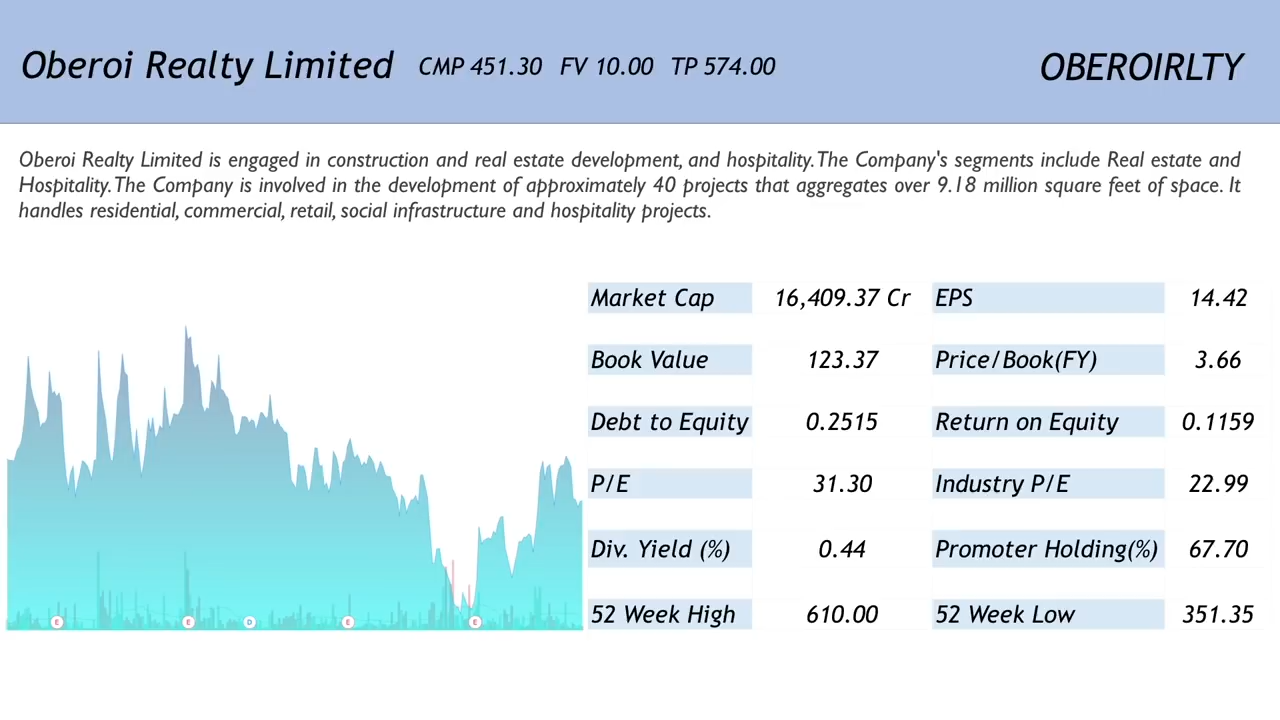 Oberoi Realty Limited CMP 451.30 FV 10.00 TP 574.00 OBEROIRLTY
Oberoi Realty Limited is engaged in construction and real estate development, and hospitality. The Company's segments include Real estate and
Hospitality. The Company is involved in the development of approximately 40 projects that aggregates over 9.18 million square feet of space. It
handles residential, commercial, retail, social infrastructure and hospitality projects.
Market Cap 16,409.37 Cr EPS 14.42
Book Value 123.37 Price/Book(FY) 3.66
Debt to Equity 0.2515 Return on Equity 0.1159
P/E 31.30 Industry P/E 22.99
Div. Yield (%) 0.44 Promoter Holding(%) 67.70
52 Week High 610.00 52 Week Low 351.35
E E D E E